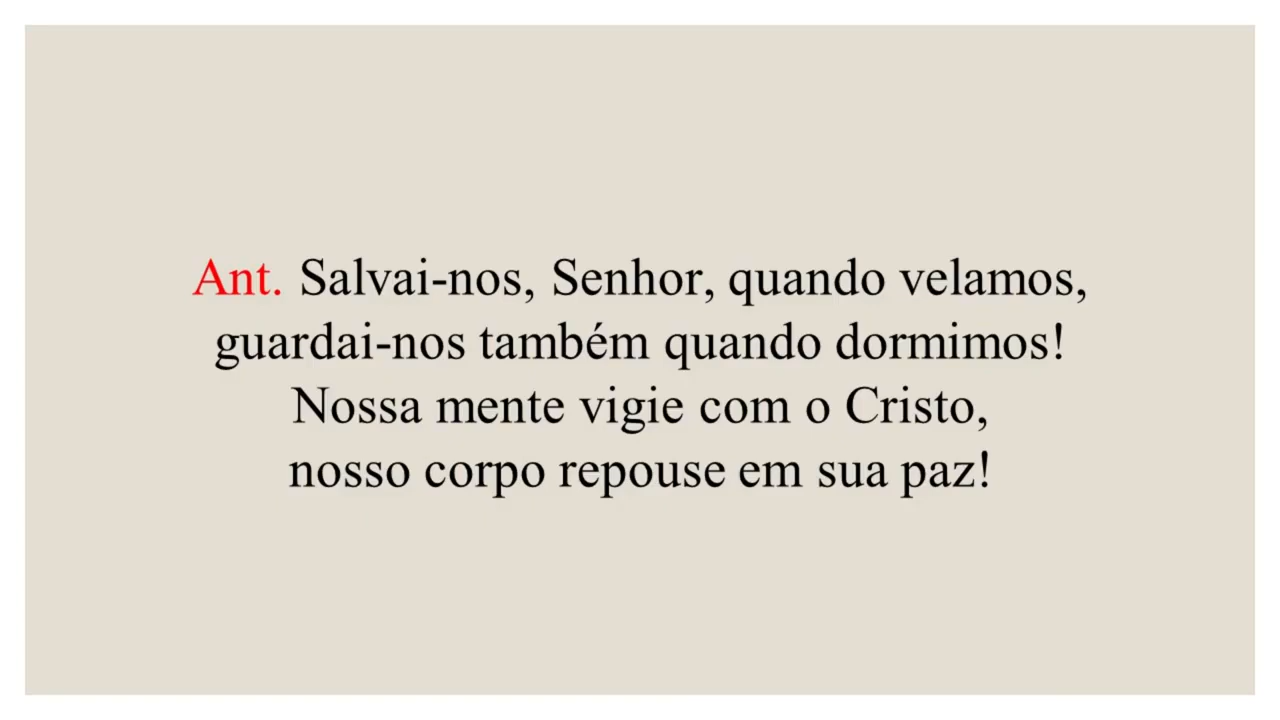 Ant. Salvai-nos, Senhor, quando velamos,
guardai-nos também quando dormimos!
Nossa mente vigie com o Cristo,
nosso corpo repouse em sua paz!